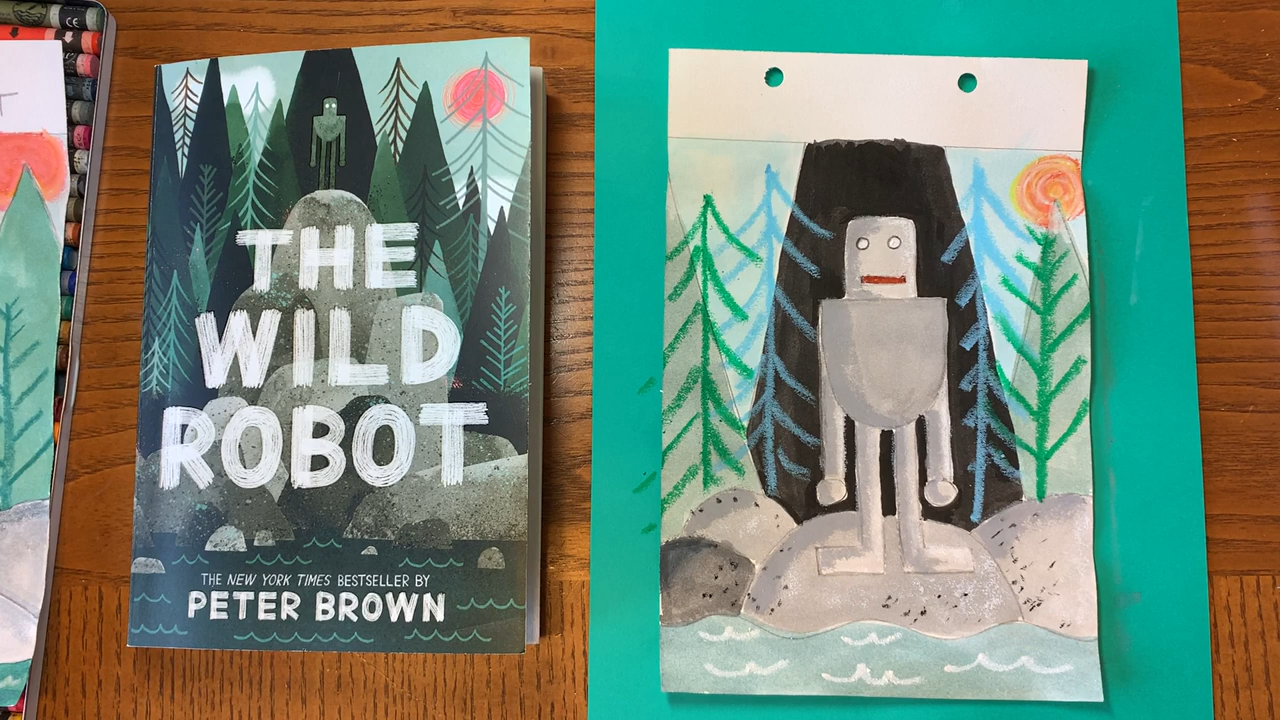 THE
WILD
ROBOT
THE NEW YORK TIMES BESTSELLER BY
PETER BROWN